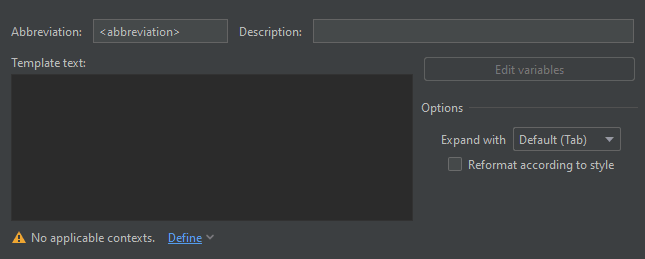 Abbreviation: <abbreviation> Description:
Template text: Edit variables
Options
Expand with Default (Tab)
Reformat according to style
No applicable contexts. Define